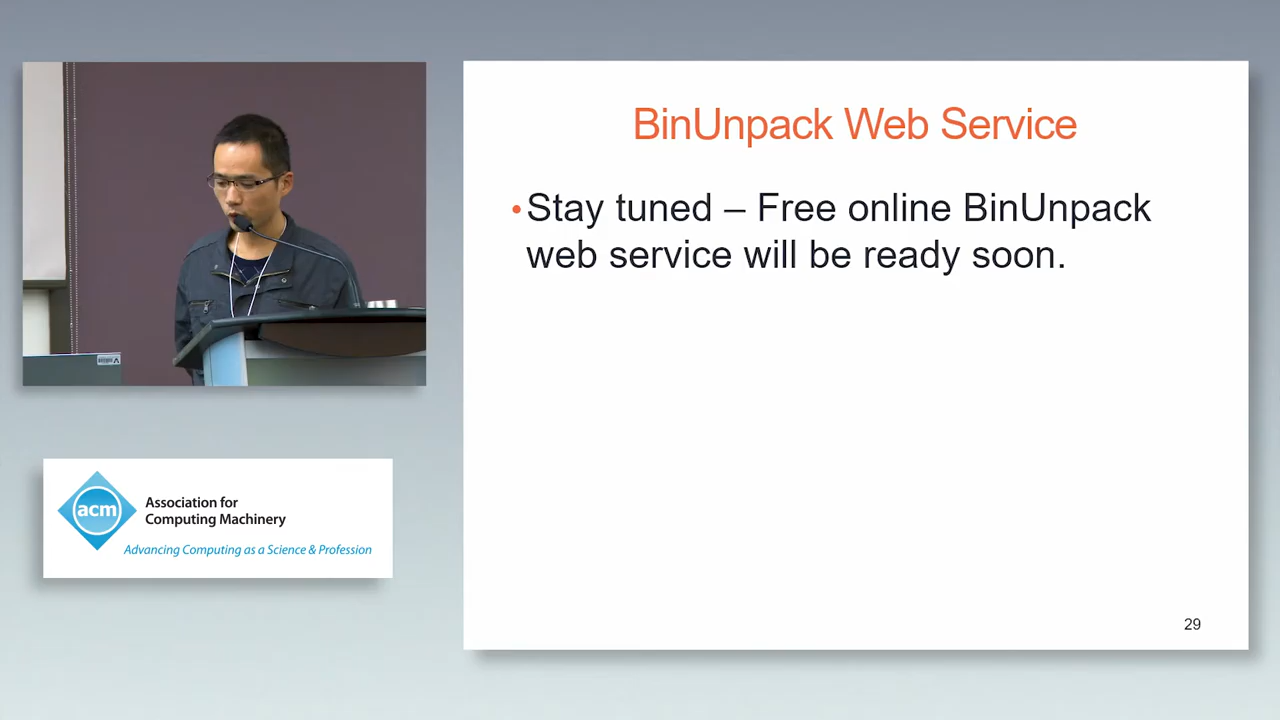 BinUnpack Web Service
•Stay tuned – Free online BinUnpack
web service will be ready soon.
29
acm
Association for
Computing Machinery
Advancing Computing as a Science & Profession